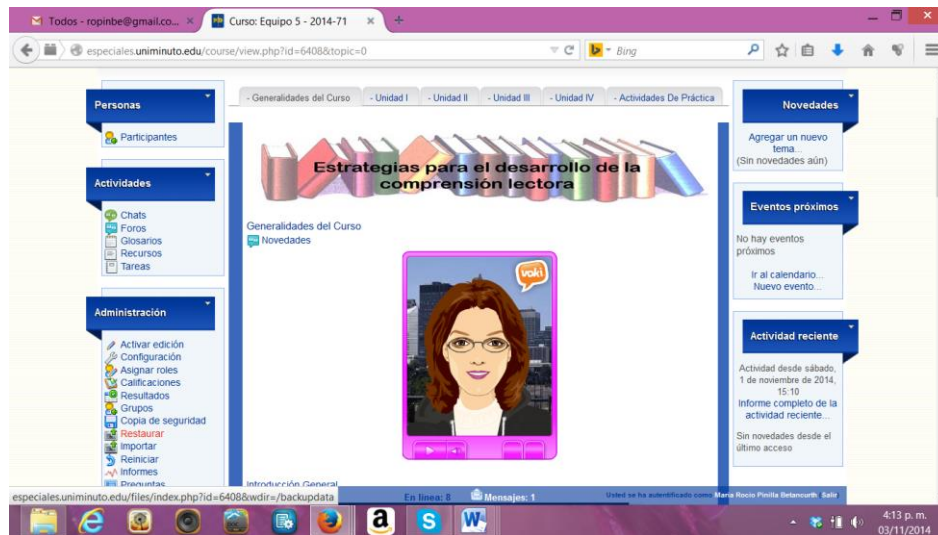 Todos - ropinbe@gmail.co...
Curso: Equipo 5 - 2014-71
especiales.uniminuto.edu/course/view.php?id=6408&topic=0
Bing
Personas
Participantes
Actividades
Chats
Foros
Glosarios
Recursos
Tareas
Administración
Activar edición
Configuración
Asignar roles
Calificaciones
Resultados
Grupos
Copia de seguridad
Restaurar
Importar
Reiniciar
Informes
Preguntas
- Generalidades del Curso
- Unidad I
- Unidad II
- Unidad III
- Unidad IV
- Actividades De Práctica
Estrategias para el desarrollo de la
comprensión lectora
Generalidades del Curso
Novedades
voki
Introducción General
Novedades
Agregar un nuevo
tema...
(Sin novedades aún)
Eventos próximos
No hay eventos
próximos
Ir al calendario...
Nuevo evento...
Actividad reciente
Actividad desde sábado,
1 de noviembre de 2014,
15:10
Informe completo de la
actividad reciente...
Sin novedades desde el
último acceso
especiales.uniminuto.edu/files/index.php?id=6408&wdir=/backupdata
En línea: 8
Mensajes: 1
Usted se ha autentificado como Maria Rocio Pinilla Betancurth (Salir)
4:13 p. m.
03/11/2014